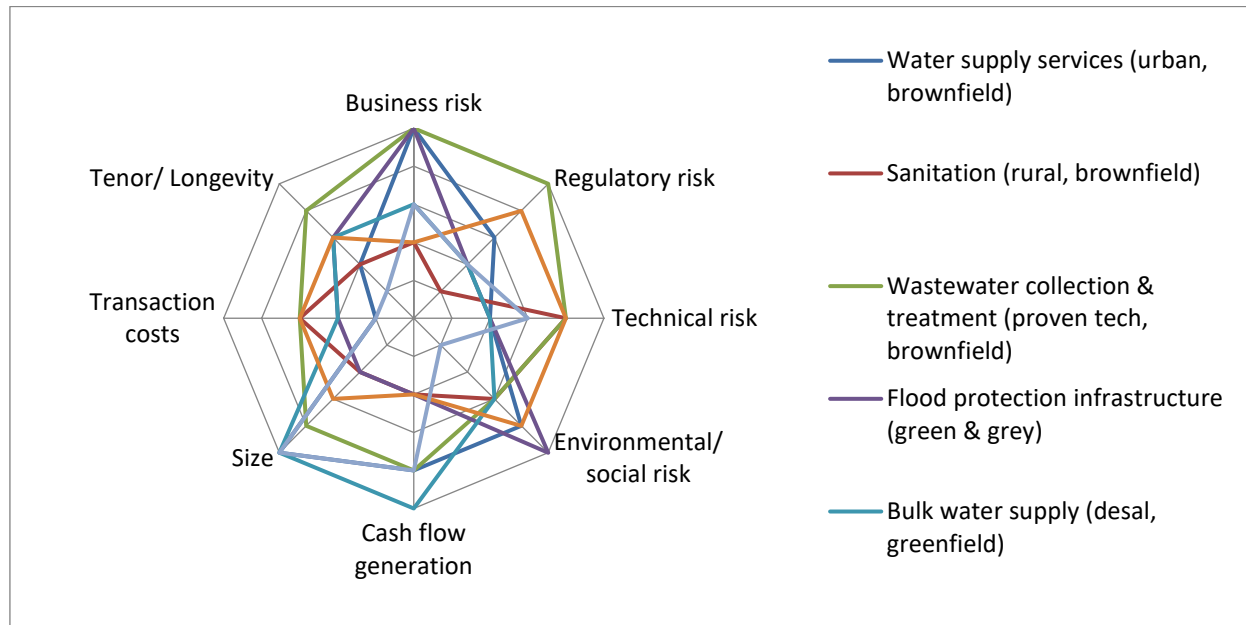 Business risk
Regulatory risk
Technical risk
Environmental/
social risk
Cash flow
generation
Size
Transaction
costs
Tenor/ Longevity
Water supply services (urban,
brownfield)
Sanitation (rural, brownfield)
Wastewater collection &
treatment (proven tech,
brownfield)
Flood protection infrastructure
(green & grey)
Bulk water supply (desal,
greenfield)